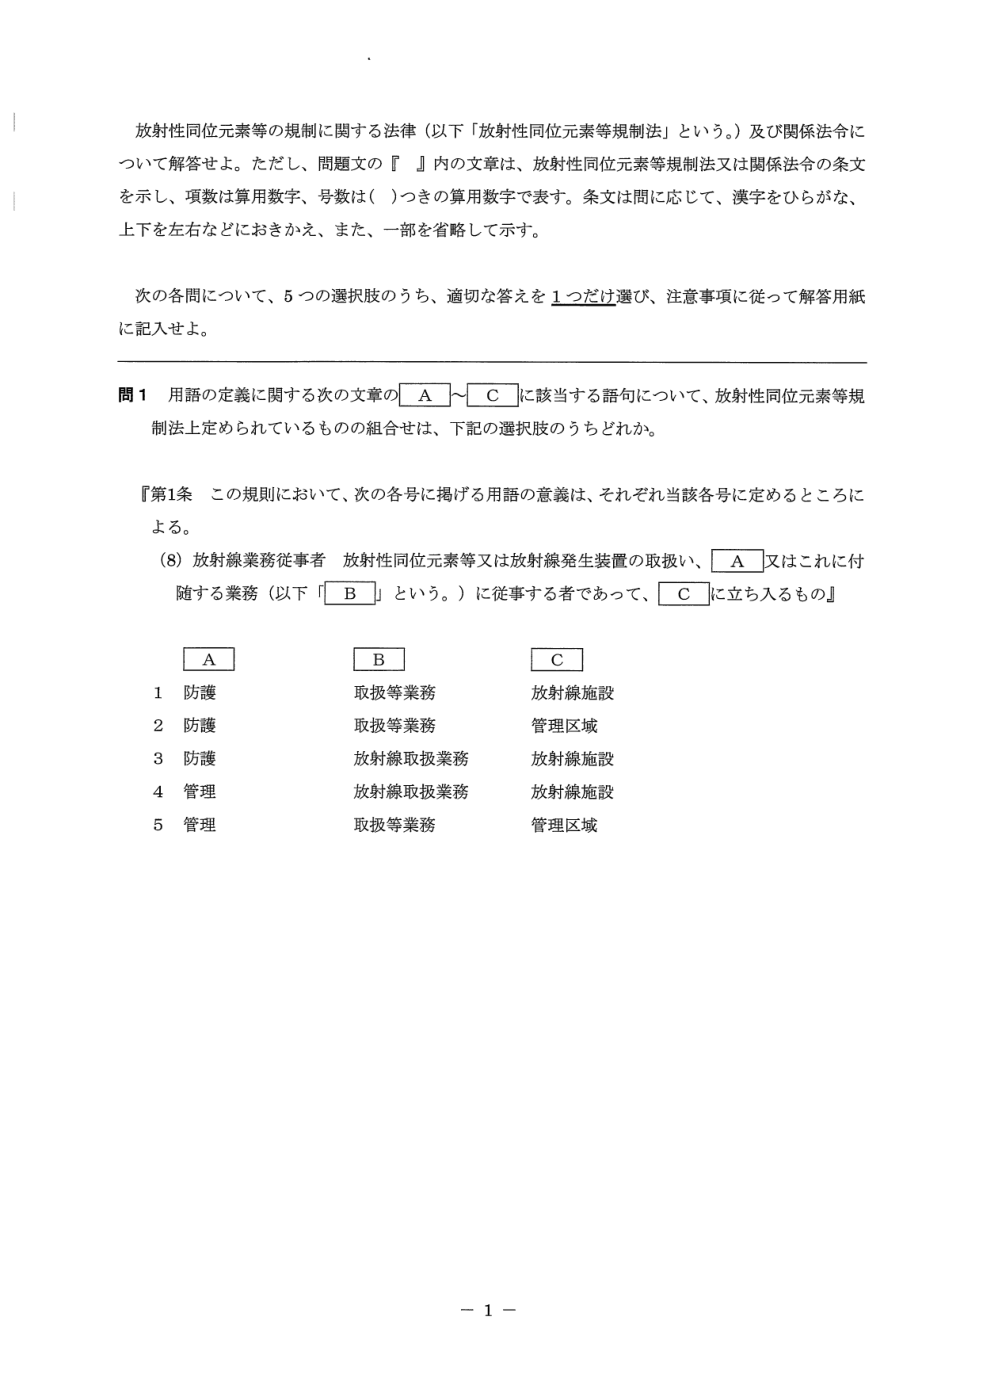 放射性同位元素等の規制に関する法律（以下「放射性同位元素等規制法」という。）及び関係法令に
ついて解答せよ。ただし、問題文の『　』内の文章は、放射性同位元素等規制法又は関係法令の条文
を示し、項数は算用数字、号数は(　)つきの算用数字で表す。条文は問に応じて、漢字をひらがな、
上下を左右などにおきかえ、また、一部を省略して示す。
次の各問について、5 つの選択肢のうち、適切な答えを 1 つだけ選び、注意事項に従って解答用紙
に記入せよ。
問 1　用語の定義に関する次の文章の A ～ C に該当する語句について、放射性同位元素等規
制法上定められているものの組合せは、下記の選択肢のうちどれか。
『第1条　この規則において、次の各号に掲げる用語の意義は、それぞれ当該各号に定めるところに
よる。
（8）放射線業務従事者　放射性同位元素等又は放射線発生装置の取扱い、 A 又はこれに付
随する業務（以下「 B 」という。）に従事する者であって、 C に立ち入るもの』
A　B　C
1　防護　取扱等業務　放射線施設
2　防護　取扱等業務　管理区域
3　防護　放射線取扱業務　放射線施設
4　管理　放射線取扱業務　放射線施設
5　管理　取扱等業務　管理区域
－ 1 －